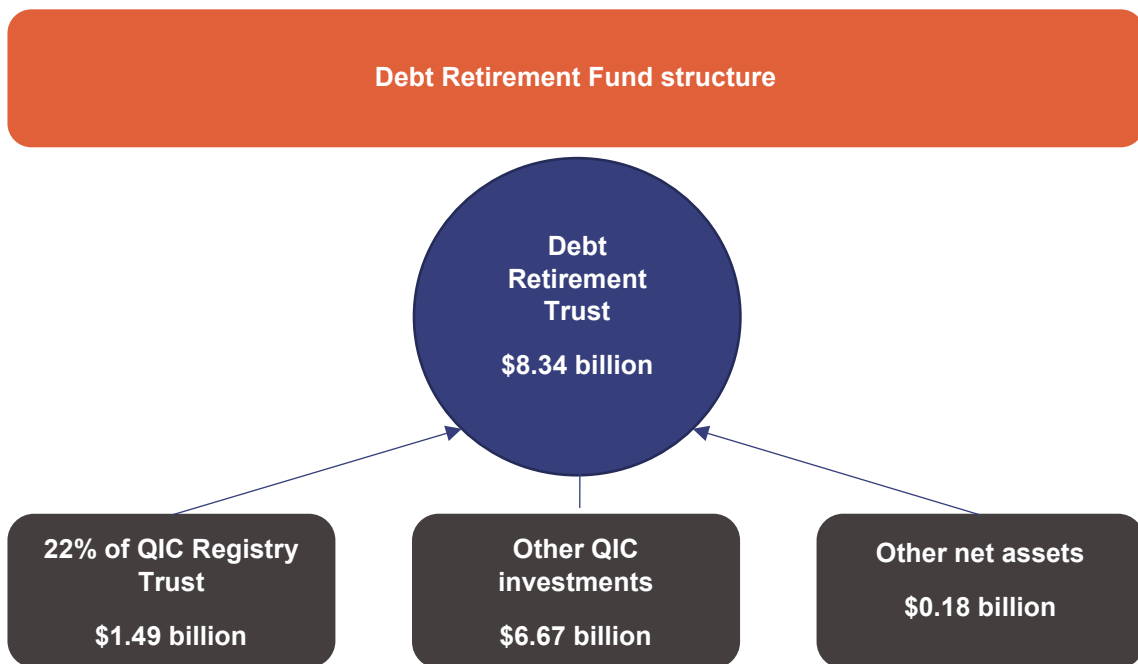 Debt Retirement Fund structure
Debt
Retirement
Trust
$8.34 billion
22% of QIC Registry
Trust
$1.49 billion
Other QIC
investments
$6.67 billion
Other net assets
$0.18 billion